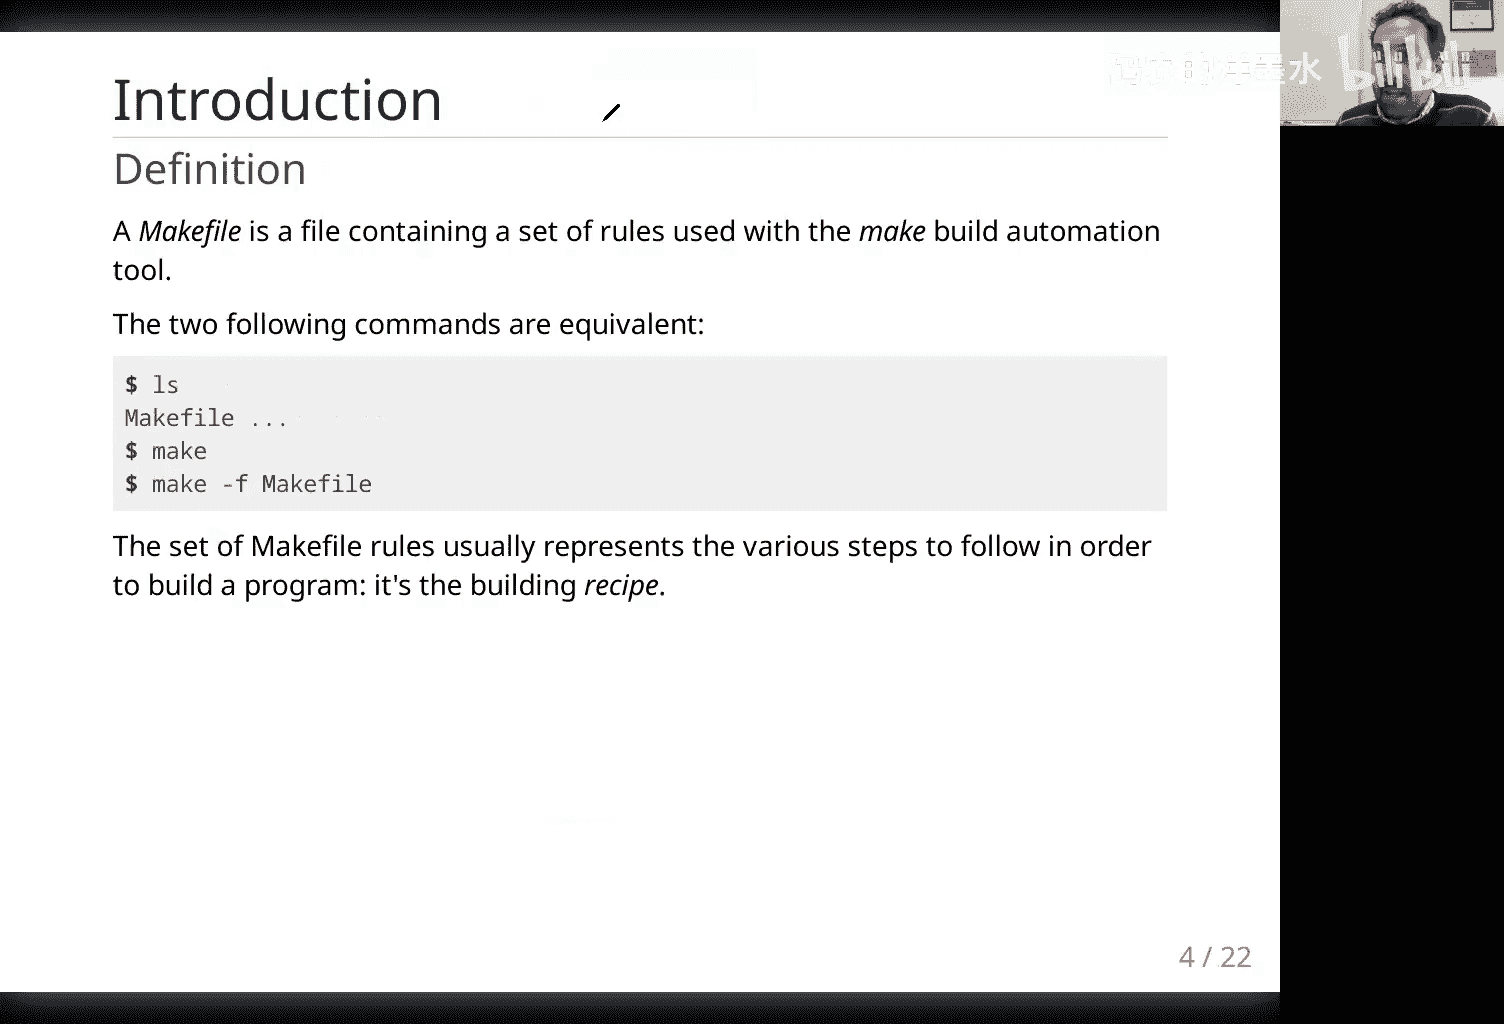 Introduction
Definition
A Makefile is a file containing a set of rules used with the make build automation
tool.
The two following commands are equivalent:
$ ls
Makefile ...
$ make
$ make -f Makefile
The set of Makefile rules usually represents the various steps to follow in order
to build a program: it's the building recipe.
4 / 22
bilibili